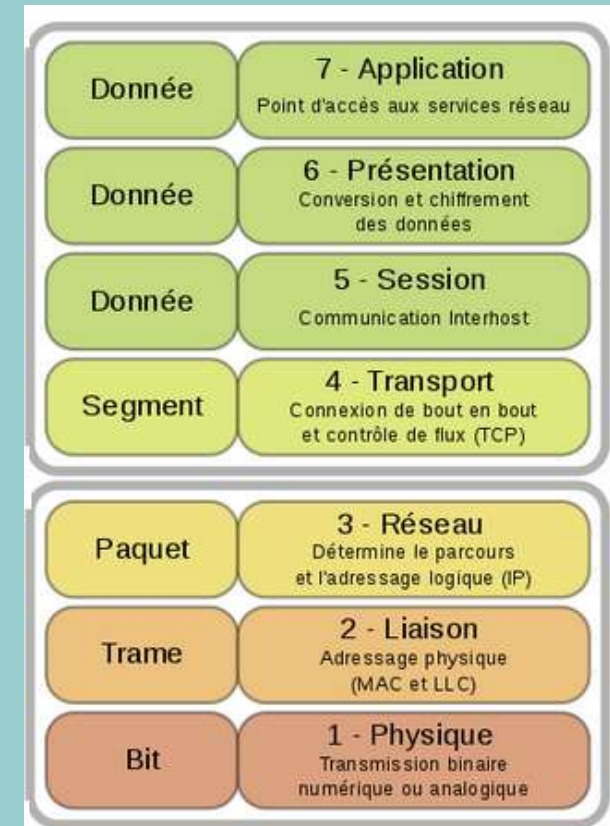 Donnée
7 - Application
Point d'accès aux services réseau
Donnée
6 - Présentation
Conversion et chiffrement
des données
Donnée
5 - Session
Communication Interhost
Segment
4 - Transport
Connexion de bout en bout
et contrôle de flux (TCP)
Paquet
3 - Réseau
Détermine le parcours
et l'adressage logique (IP)
Trame
2 - Liaison
Adressage physique
(MAC et LLC)
Bit
1 - Physique
Transmission binaire
numérique ou analogique